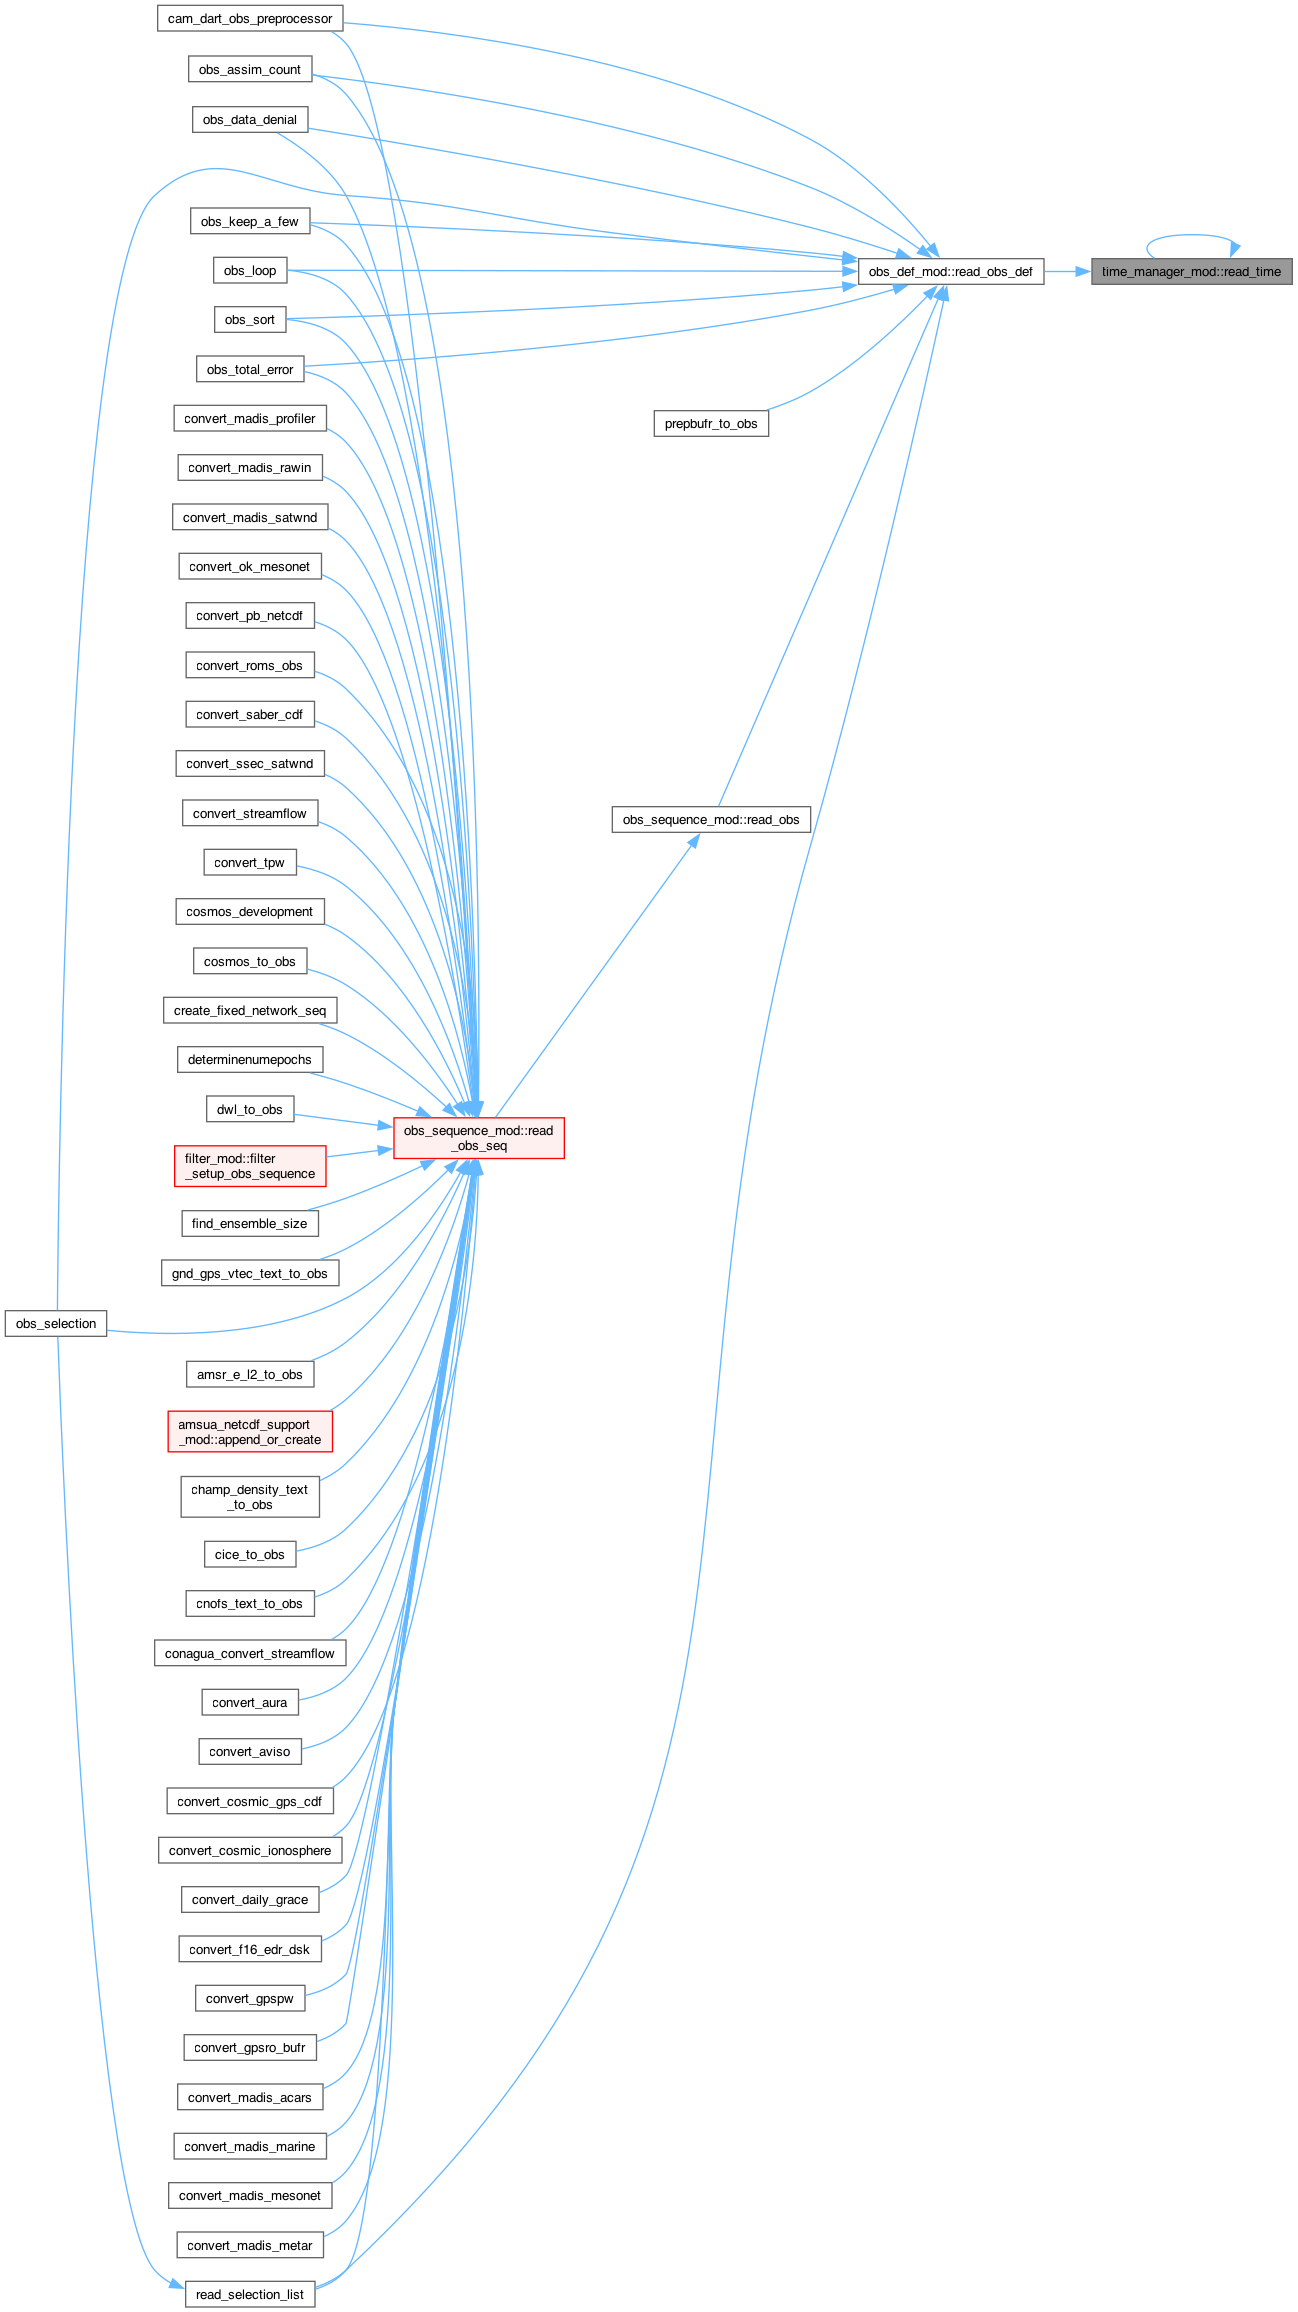 cam_dart_obs_preprocessor
obs_assim_count
obs_data_denial
obs_keep_a_few
obs_loop
obs_def_mod::read_obs_def
time_manager_mod::read_time
obs_sort
obs_total_error
convert_madis_profiler
prepbufr_to_obs
convert_madis_rawin
convert_madis_satwnd
convert_ok_mesonet
convert_pb_netcdf
convert_roms_obs
convert_saber_cdf
convert_ssec_satwnd
convert_streamflow
obs_sequence_mod::read_obs
convert_tpw
cosmos_development
cosmos_to_obs
create_fixed_network_seq
determinenumepochs
dwl_to_obs
obs_sequence_mod::read
_obs_seq
filter_mod::filter
_setup_obs_sequence
find_ensemble_size
gnd_gps_vtec_text_to_obs
obs_selection
amsr_e_l2_to_obs
amsua_netcdf_support
_mod::append_or_create
champ_density_text
_to_obs
cice_to_obs
cnofs_text_to_obs
conagua_convert_streamflow
convert_aura
convert_aviso
convert_cosmic_gps_cdf
convert_cosmic_ionosphere
convert_daily_grace
convert_f16_edr_dsk
convert_gpspw
convert_gpsro_bufr
convert_madis_acars
convert_madis_marine
convert_madis_mesonet
convert_madis_metar
read_selection_list